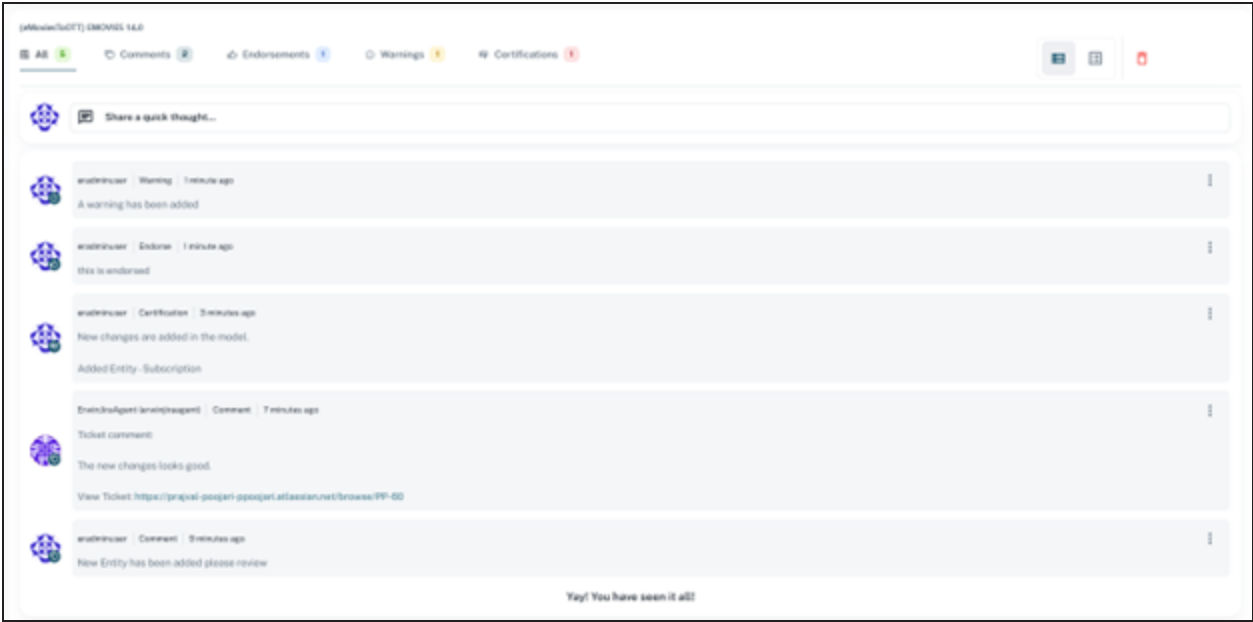 (eMoviesToOTT) EMOVIES 14.0
All 5 Comments 2 Endorsements 1 Warnings 1 Certifications 1
Share a quick thought...
Warning 1 minute ago
A warning has been added
Endorse 1 minute ago
this is endorsed
Certification 3 minutes ago
New changes are added in the model.
Added Entity - Subscription
ErwinJiraAgent (erwinjiraagent) Comment 7 minutes ago
Ticket comment:
The new changes looks good.
View Ticket: https://prajval-poojari-ppoojari.atlassian.net/browse/PP-60
Comment 9 minutes ago
New Entity has been added please review
Yay! You have seen it all!